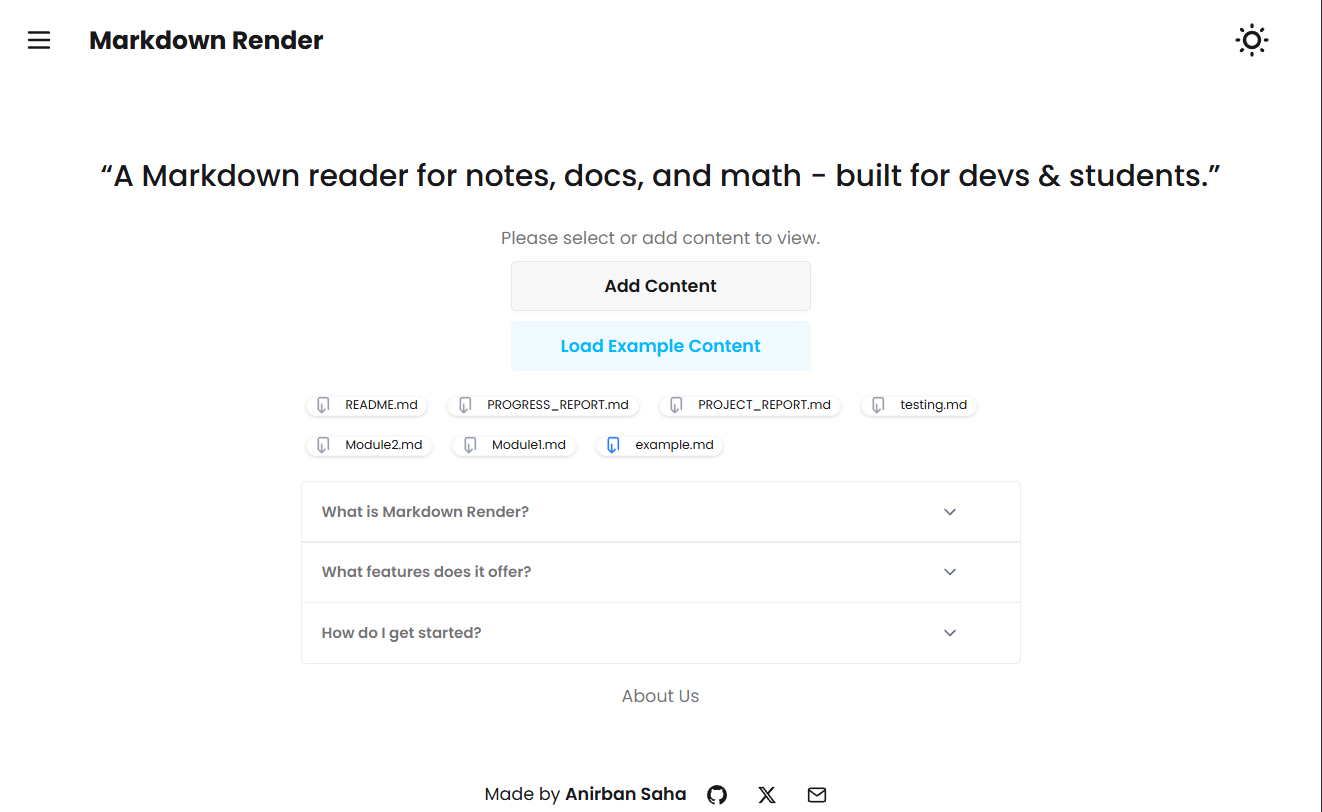 Markdown Render
“A Markdown reader for notes, docs, and math - built for devs & students.”
Please select or add content to view.
Add Content
Load Example Content
README.md PROGRESS_REPORT.md PROJECT_REPORT.md testing.md
Module2.md Module1.md example.md
What is Markdown Render?
What features does it offer?
How do I get started?
About Us
Made by Anirban Saha